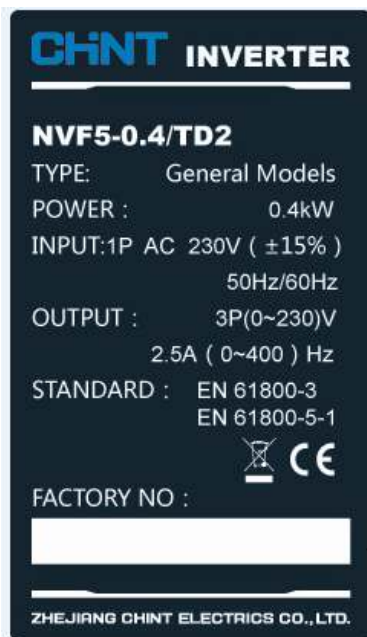 CHiNT INVERTER
NVF5-0.4/TD2
TYPE: General Models
POWER : 0.4kW
INPUT:1P AC 230V ( ±15% )
50Hz/60Hz
OUTPUT : 3P(0~230)V
2.5A ( 0~400 ) Hz
STANDARD : EN 61800-3
EN 61800-5-1
CE
FACTORY NO :
ZHEJIANG CHINT ELECTRICS CO.,LTD.